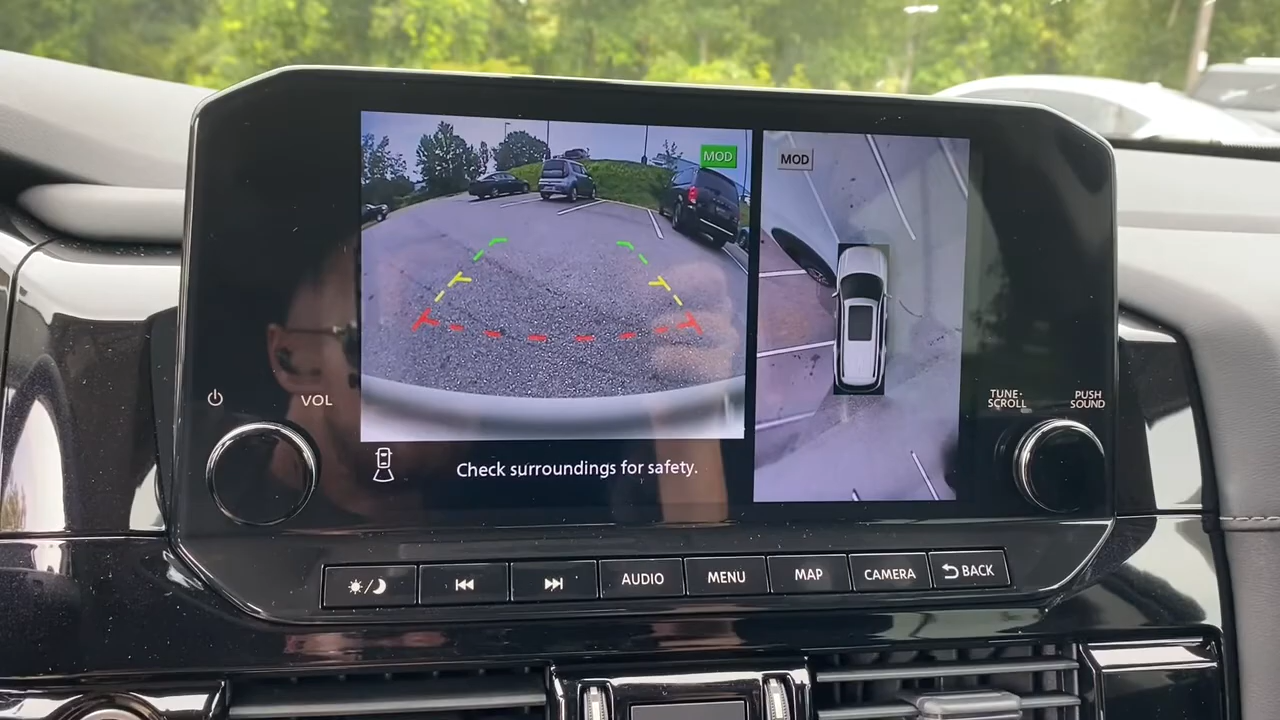 MOD
MOD
VOL
TUNE·
SCROLL
PUSH
SOUND
Check surroundings for safety.
AUDIO
MENU
MAP
CAMERA
BACK